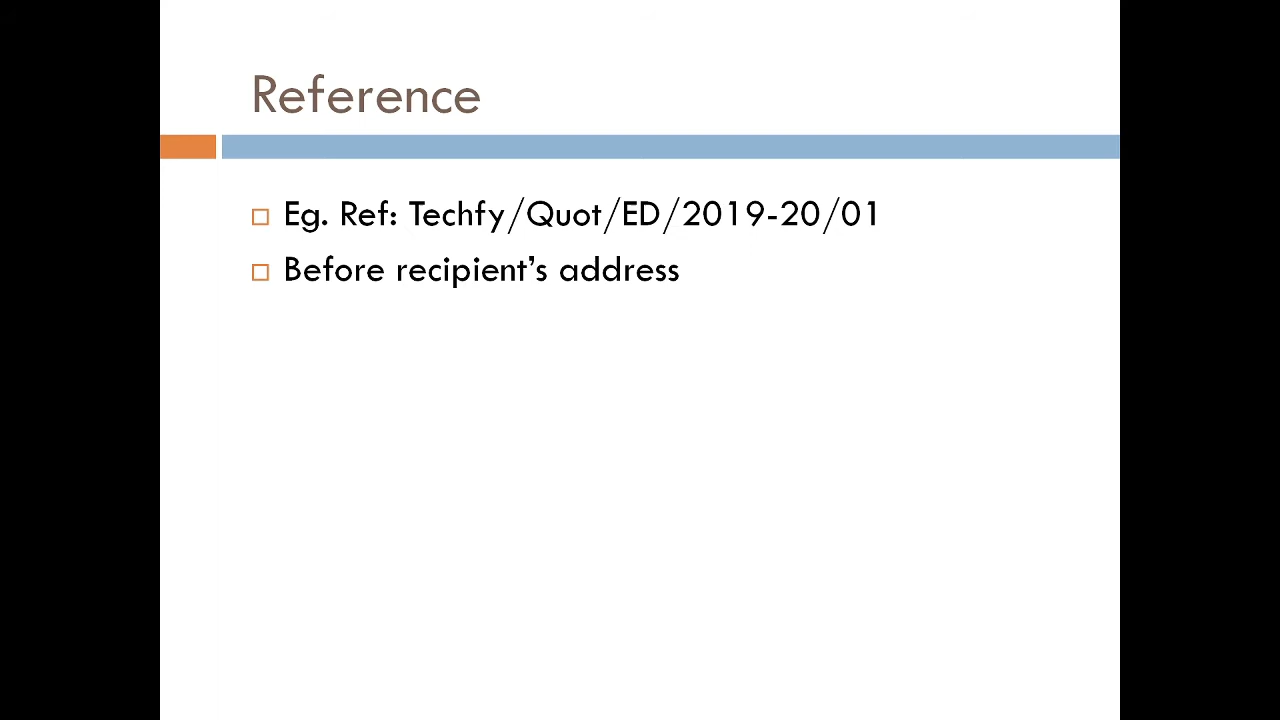 Reference
Eg. Ref: Techfy/Quot/ED/2019-20/01
Before recipient’s address